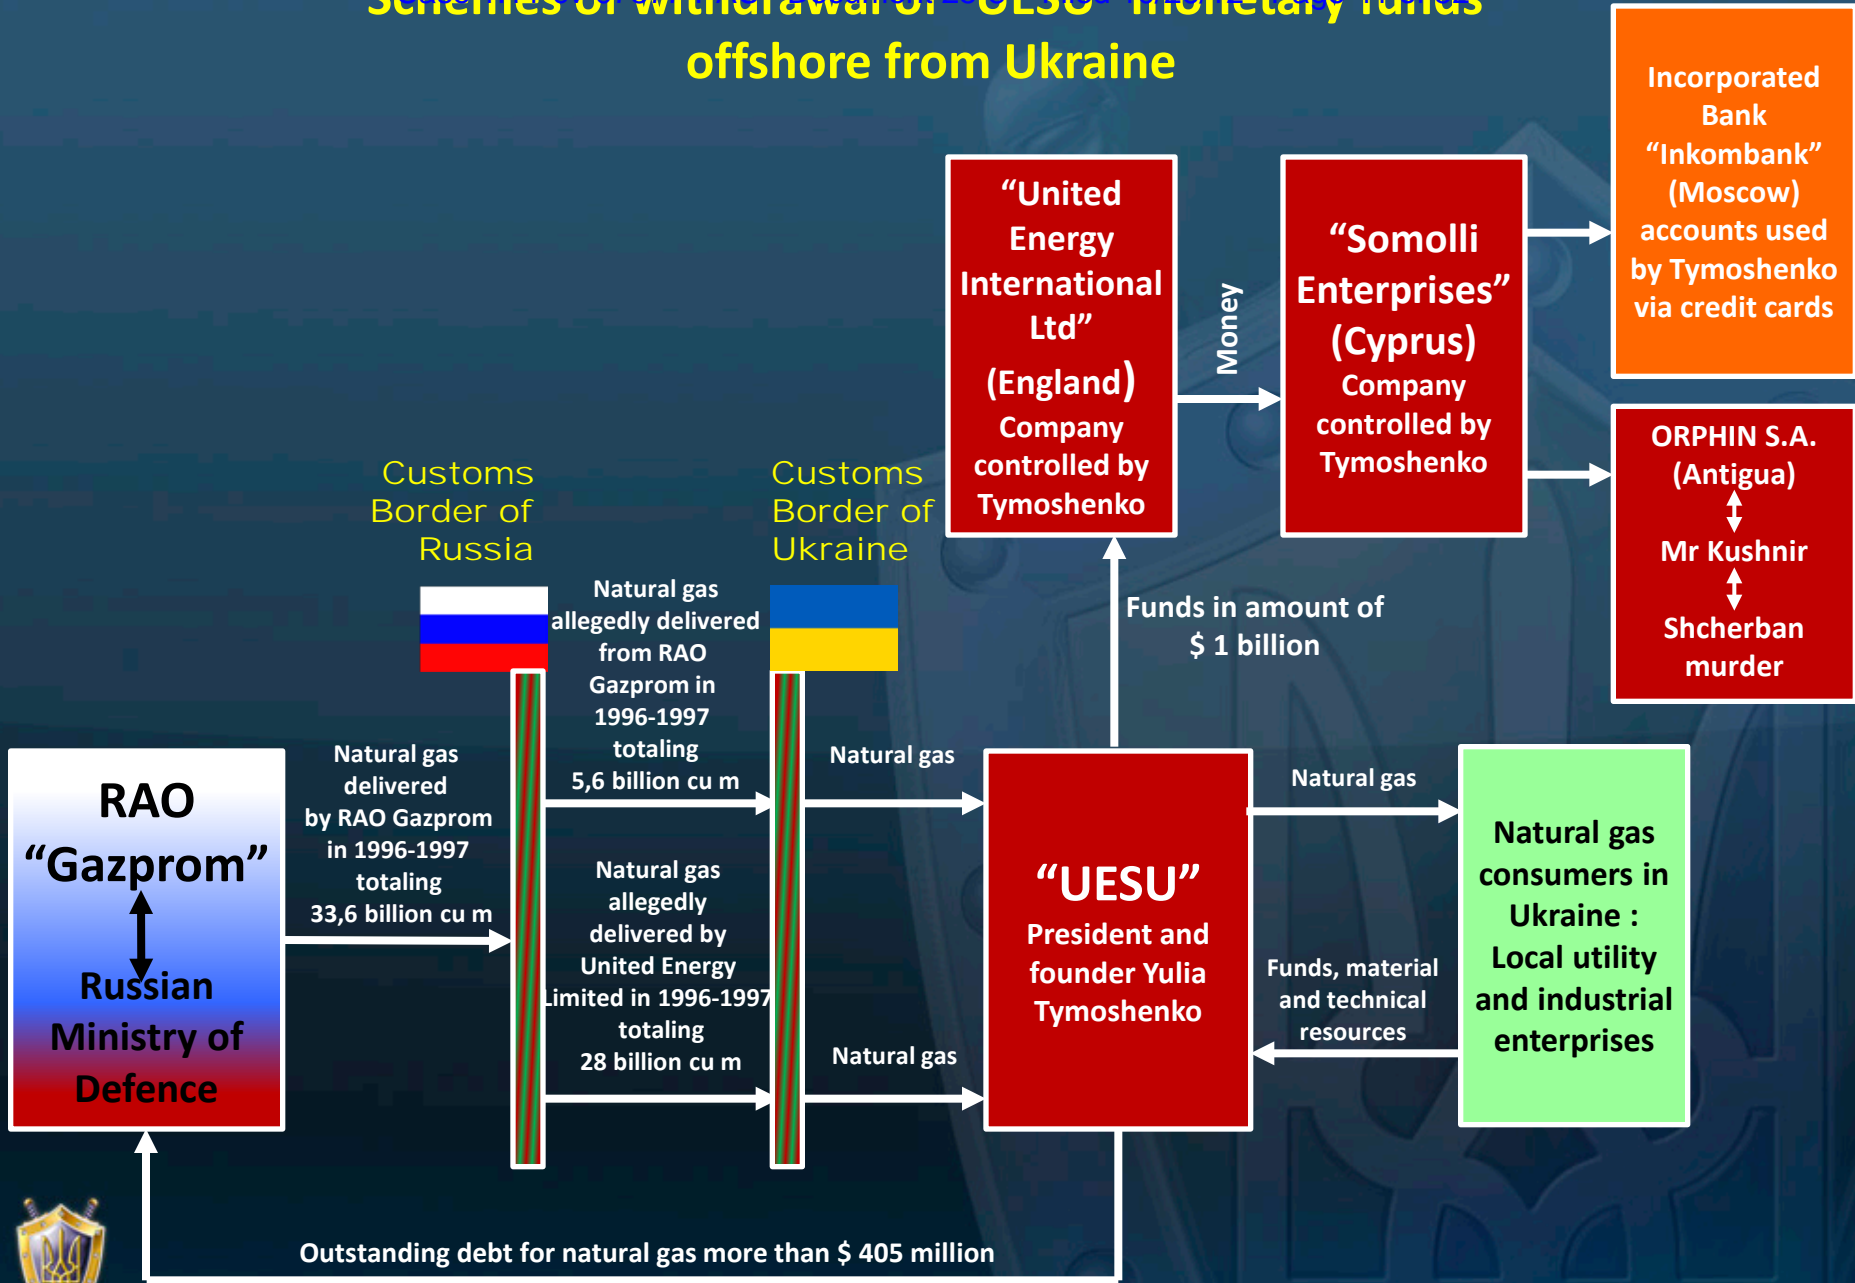 Schemes of withdrawal of "UESU" monetary funds
offshore from Ukraine
Incorporated
Bank
“Inkombank”
(Moscow)
accounts used
by Tymoshenko
via credit cards
“United
Energy
International
Ltd”
(England)
Company
controlled by
Tymoshenko
Money
“Somolli
Enterprises”
(Cyprus)
Company
controlled by
Tymoshenko
ORPHIN S.A.
(Antigua)
Mr Kushnir
Shcherban
murder
Customs
Border of
Russia
Customs
Border of
Ukraine
Funds in amount of
$ 1 billion
Natural gas
allegedly delivered
from RAO
Gazprom in
1996-1997
totaling
5,6 billion cu m
RAO
“Gazprom”
Russian
Ministry of
Defence
Natural gas
delivered
by RAO Gazprom
in 1996-1997
totaling
33,6 billion cu m
Natural gas
allegedly
delivered by
United Energy
Limited in 1996-1997
totaling
28 billion cu m
Natural gas
Natural gas
“UESU”
President and
founder Yulia
Tymoshenko
Natural gas
Funds, material
and technical
resources
Natural gas
consumers in
Ukraine :
Local utility
and industrial
enterprises
Outstanding debt for natural gas more than $ 405 million